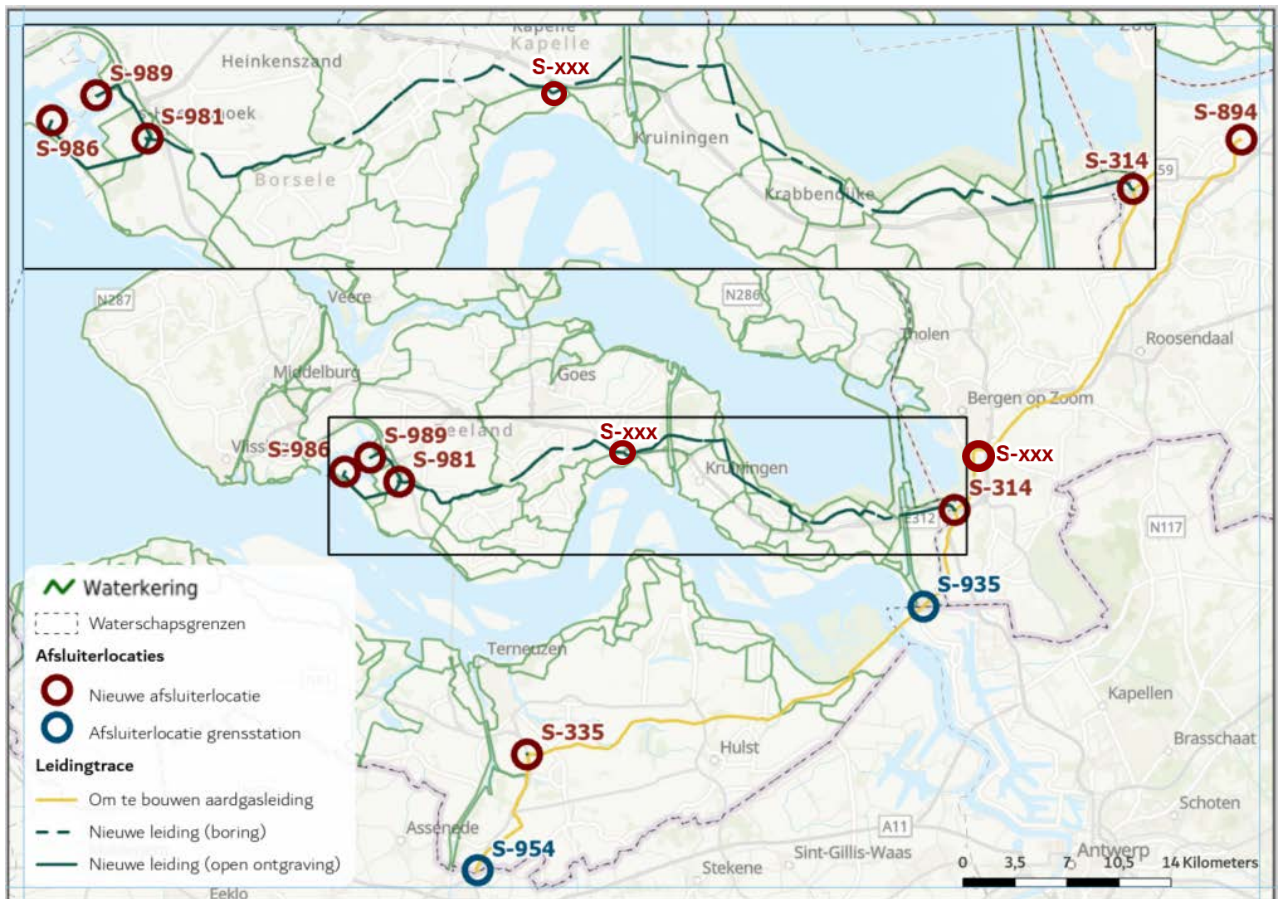 Kapelle
Kapelle
Heinkenszand
S-989
S-xxx
S-981
S-986
Borsele
Kruiningen
Krabbendijke
S-314
59
S-894
N287
Veere
N286
Tholen
Roosendaal
Middelburg
Goes
Bergen op Zoom
S-986
S-989
S-981
S-xxx
Kruiningen
S-xxx
S-314
E312
N117
S-935
Waterkering
Waterschapsgrenzen
Afsluiterlocaties
Nieuwe afsluiterlocatie
Afsluiterlocatie grensstation
Leidingtrace
Om te bouwen aardgasleiding
Nieuwe leiding (boring)
Nieuwe leiding (open ontgraving)
Terneuzen
S-335
Hulst
Kapellen
Brasschaat
Schoten
Assenede
S-954
A11
Sint-Gillis-Waas
Antwerp
Stekene
Eeklo
0 3,5 7 10,5 14 Kilometers